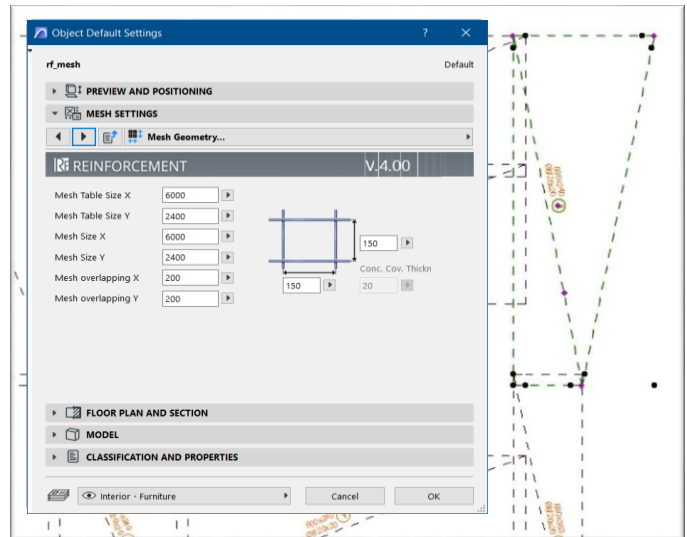 Object Default Settings ?
rf_mesh Default
PREVIEW AND POSITIONING
MESH SETTINGS
Mesh Geometry...
RF REINFORCEMENT V.4.00
Mesh Table Size X 6000
Mesh Table Size Y 2400
Mesh Size X 6000
Mesh Size Y 2400
Mesh overlapping X 200
Mesh overlapping Y 200
150
Conc. Cov. Thickn
150 20
FLOOR PLAN AND SECTION
MODEL
CLASSIFICATION AND PROPERTIES
Interior - Furniture Cancel OK